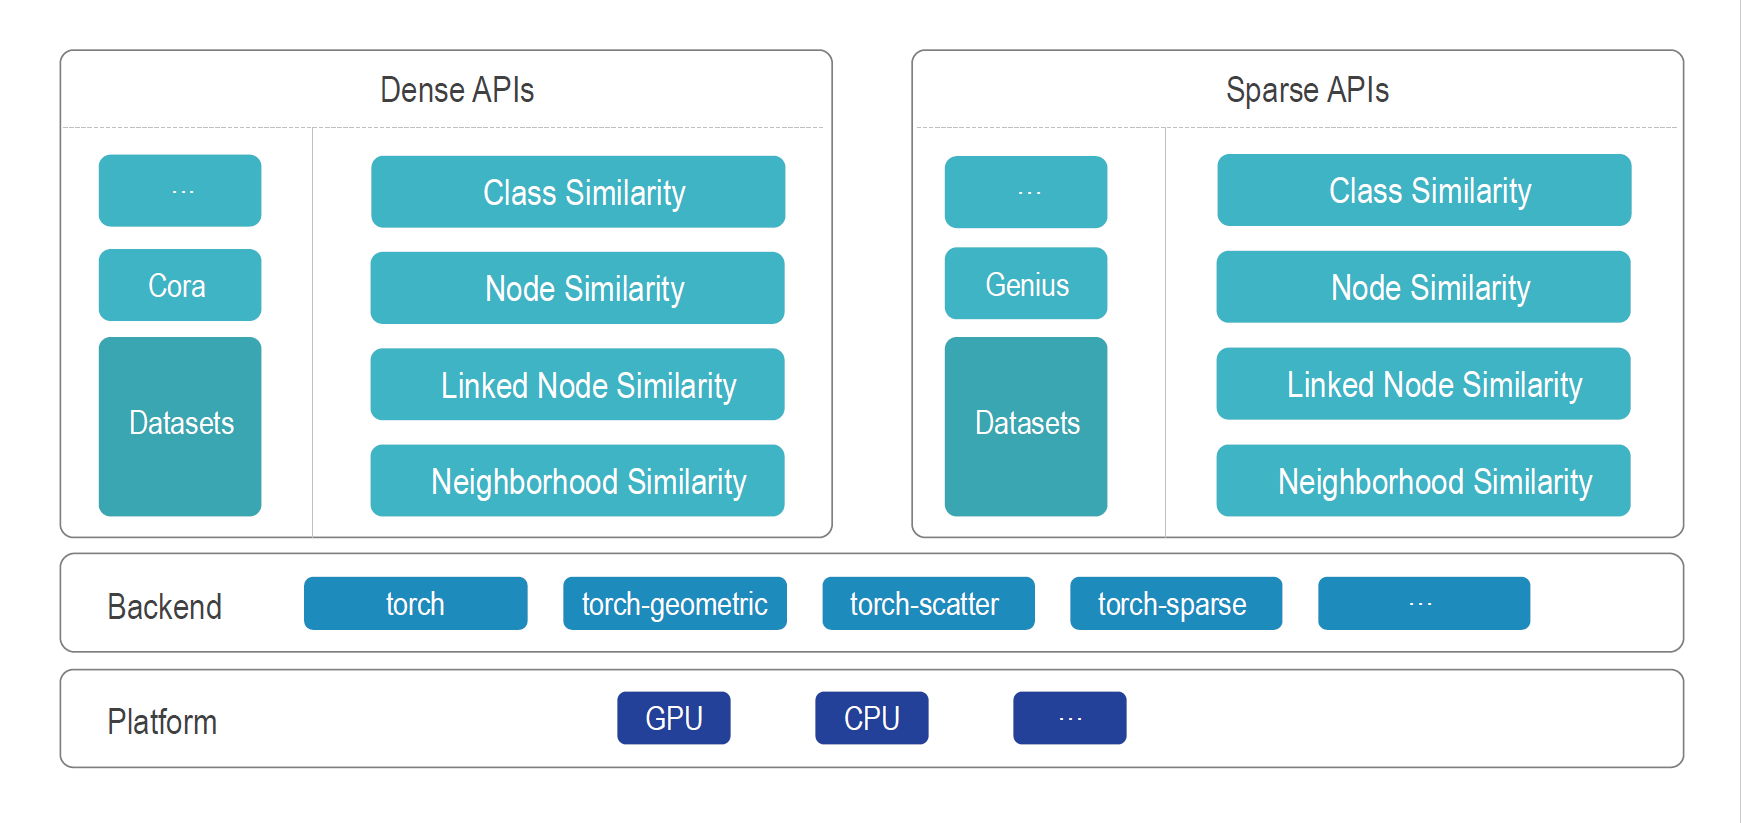 Dense APIs
...
Cora
Datasets
Class Similarity
Node Similarity
Linked Node Similarity
Neighborhood Similarity
Sparse APIs
...
Genius
Datasets
Class Similarity
Node Similarity
Linked Node Similarity
Neighborhood Similarity
Backend
torch
torch-geometric
torch-scatter
torch-sparse
...
Platform
GPU
CPU
...